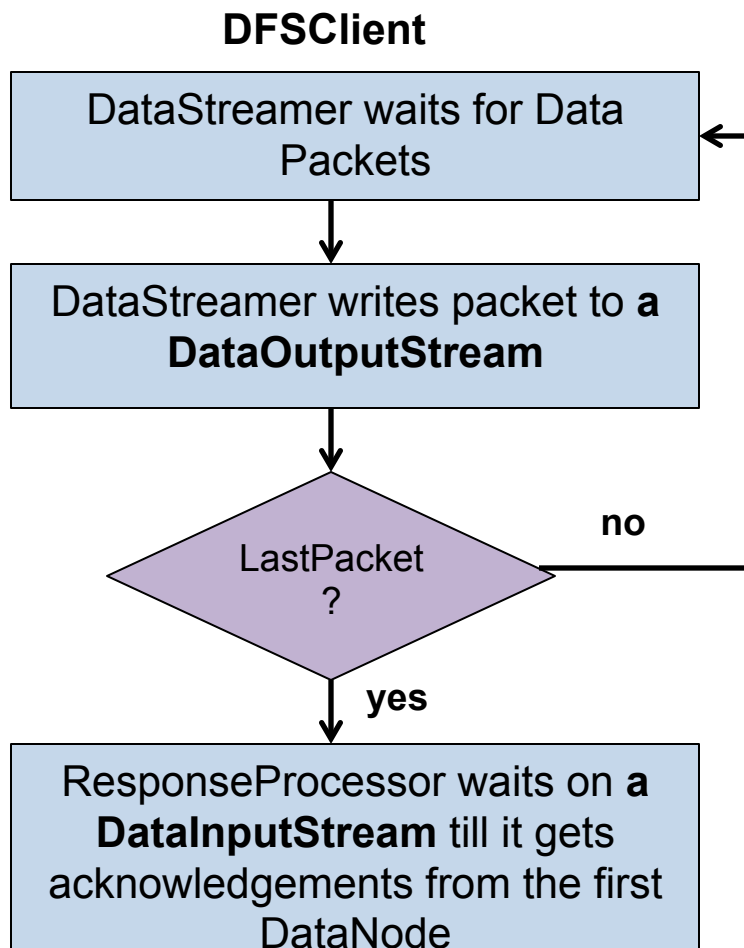 DFSClient
DataStreamer waits for Data
Packets
DataStreamer writes packet to a
DataOutputStream
LastPacket
?
no
yes
ResponseProcessor waits on a
DataInputStream till it gets
acknowledgements from the first
DataNode